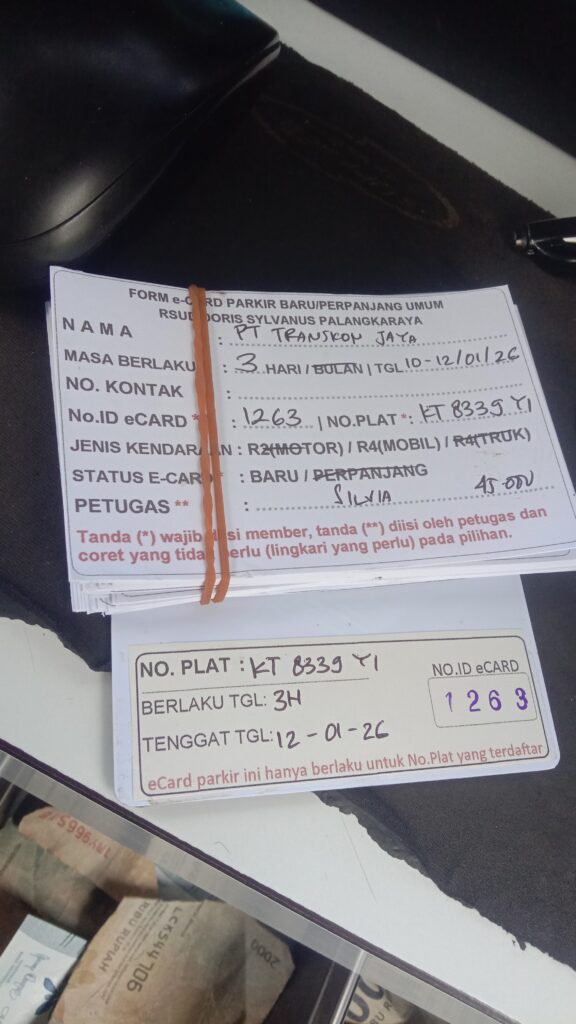 FORM e-CARD PARKIR BARU/PERPANJANG UMUM
RSUD DORIS SYLVANUS PALANGKARAYA
NAMA : PT TRANSKON JAYA
MASA BERLAKU : 3 HARI / BULAN | TGL 10-12/01/26
NO. KONTAK :
No.ID eCARD * : 1263 | NO.PLAT * : KT 8339 YI
JENIS KENDARAAN : R2(MOTOR) / R4(MOBIL) / R4(TRUK)
STATUS E-CARD * : BARU / PERPANJANG
PETUGAS ** : SILVIA 45.000
Tanda (*) wajib diisi member, tanda (**) diisi oleh petugas dan
coret yang tidak perlu (lingkari yang perlu) pada pilihan.
NO. PLAT : KT 8339 YI
NO.ID eCARD
BERLAKU TGL: 3H
1263
TENGGAT TGL: 12-01-26
eCard parkir ini hanya berlaku untuk No.Plat yang terdaftar
RIBU RUPIAH
LCK544706
2000